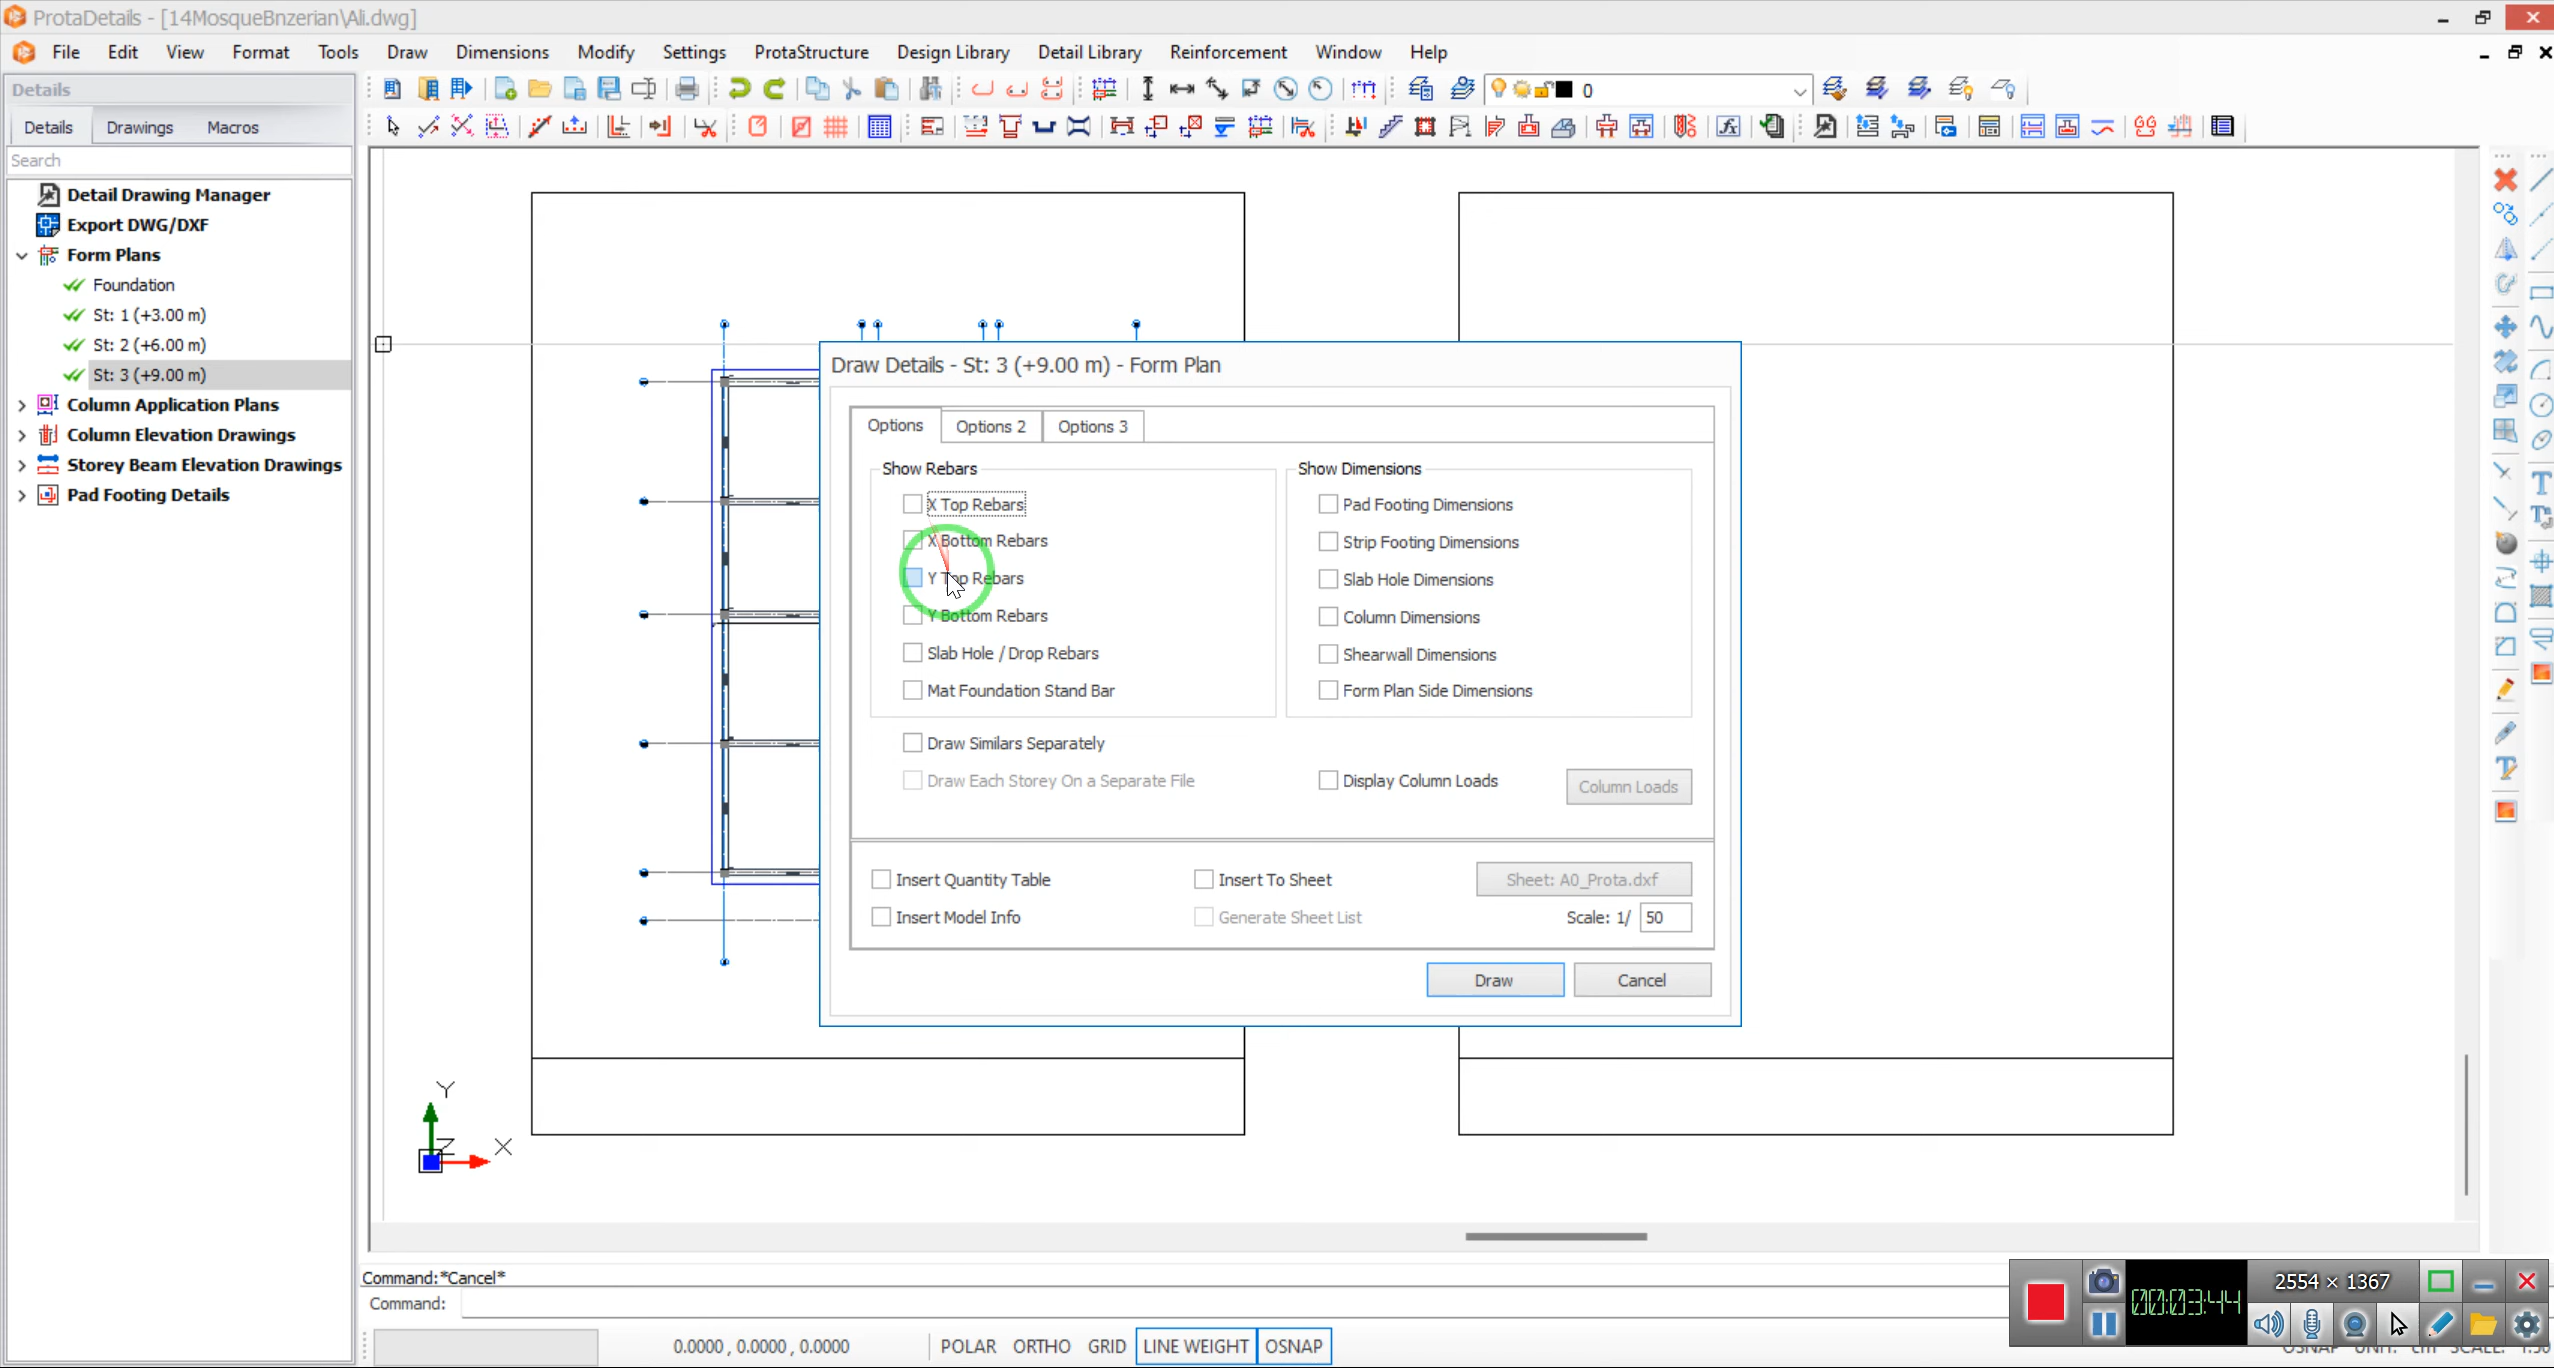 ProtaDetails - [14MosqueBnzerian\Ali.dwg]
File Edit View Format Tools Draw Dimensions Modify Settings ProtaStructure Design Library Detail Library Reinforcement Window Help
Details
0
Details Drawings Macros
Search
Detail Drawing Manager
Export DWG/DXF
Form Plans
Foundation
St: 1 (+3.00 m)
St: 2 (+6.00 m)
St: 3 (+9.00 m)
Column Application Plans
Column Elevation Drawings
Storey Beam Elevation Drawings
Pad Footing Details
Draw Details - St: 3 (+9.00 m) - Form Plan
Options Options 2 Options 3
Show Rebars
X Top Rebars
X Bottom Rebars
Y Top Rebars
Y Bottom Rebars
Slab Hole / Drop Rebars
Mat Foundation Stand Bar
Show Dimensions
Pad Footing Dimensions
Strip Footing Dimensions
Slab Hole Dimensions
Column Dimensions
Shearwall Dimensions
Form Plan Side Dimensions
Draw Similars Separately
Draw Each Storey On a Separate File
Display Column Loads
Column Loads
Insert Quantity Table
Insert To Sheet
Sheet: A0_Prota.dxf
Insert Model Info
Generate Sheet List
Scale: 1/ 50
Draw Cancel
Y
Z
X
Command:*Cancel*
Command:
2554 × 1367
00:03:44
0.0000 , 0.0000 , 0.0000
POLAR ORTHO GRID LINE WEIGHT OSNAP